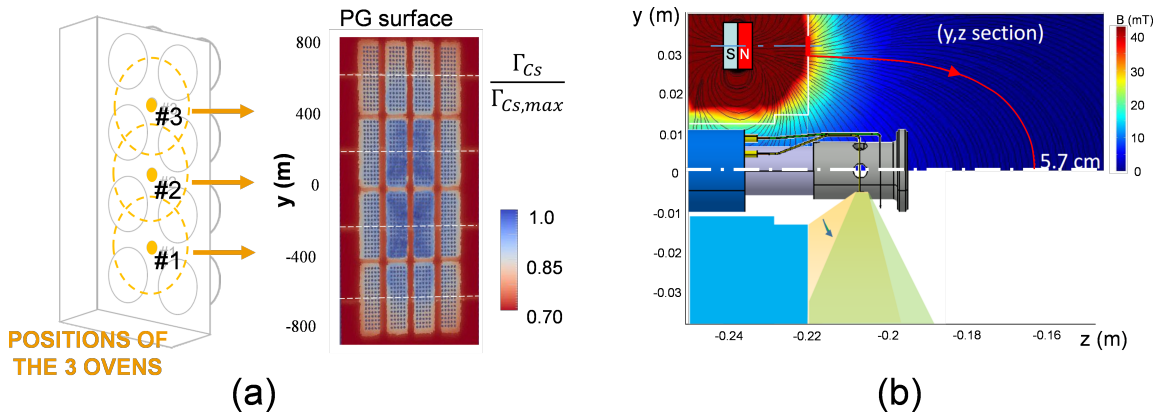 PG surface
800
400
0
-400
-800
y (m)
Γ_Cs
Γ_Cs,max
1.0
0.85
0.70
#3
#2
#1
POSITIONS OF
THE 3 OVENS
(a)
y (m)
0.03
0.02
0.01
0
-0.01
-0.02
-0.03
S N
(y,z section)
5.7 cm
B (mT)
40
30
20
10
0
-0.24
-0.22
-0.2
-0.18
-0.16
z (m)
(b)